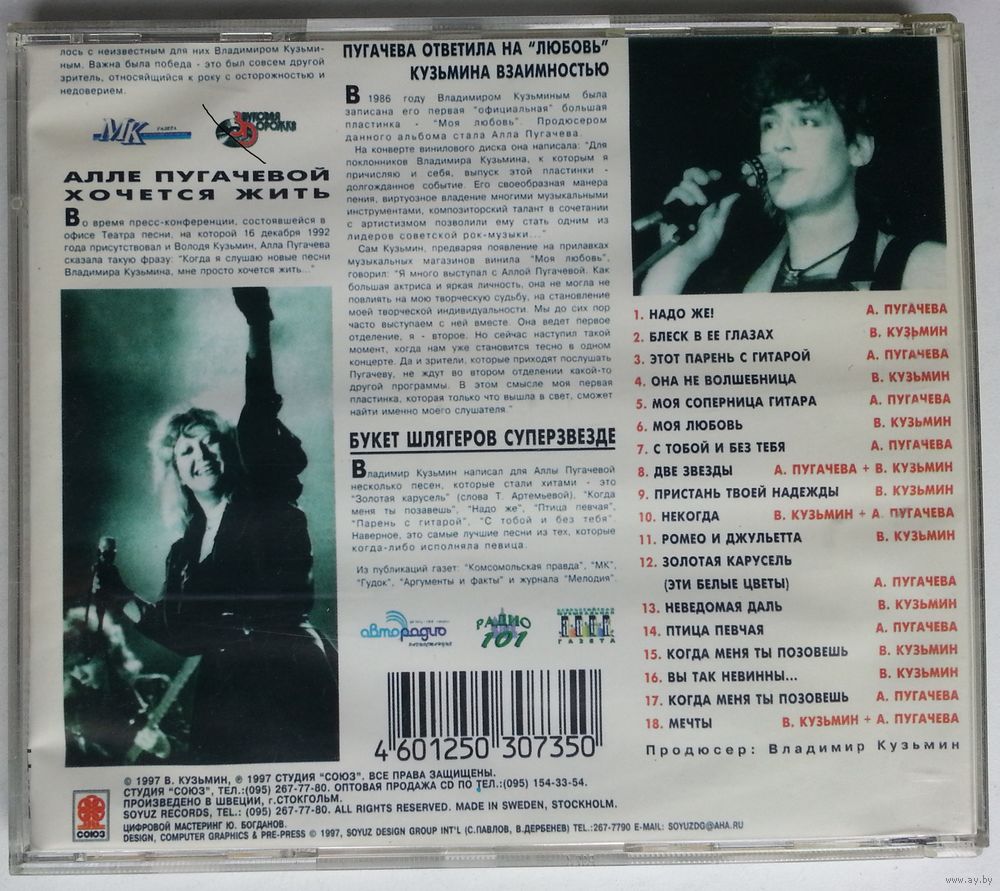 лось с неизвестным для них Владимиром Кузьми-
ным. Важна была победа - это был совсем другой
зритель, относяйщийся к року с осторожностью и
недоверием.
МК ГАЗЕТА
ЗВУКОВАЯ
ДОРОЖКА
АЛЛЕ ПУГАЧЕВОЙ
ХОЧЕТСЯ ЖИТЬ
Во время пресс-конференции, состоявшейся в
офисе Театра песни, на которой 16 декабря 1992
года присутствовал и Володя Кузьмин, Алла Пугачева
сказала такую фразу: "Когда я слушаю новые песни
Владимира Кузьмина, мне просто хочется жить..."
ПУГАЧЕВА ОТВЕТИЛА НА "ЛЮБОВЬ"
КУЗЬМИНА ВЗАИМНОСТЬЮ
В 1986 году Владимиром Кузьминым была
записана его первая "официальная" большая
пластинка - "Моя любовь". Продюсером
данного альбома стала Алла Пугачева.
На конверте винилового диска она написала: "Для
поклонников Владимира Кузьмина, к которым я
причисляю и себя, выпуск этой пластинки -
долгожданное событие. Его своеобразная манера
пения, виртуозное владение многими музыкальными
инструментами, композиторский талант в сочетании
с артистизмом позволили ему стать одним из
лидеров советской рок-музыки..."
Сам Кузьмин, предваряя появление на прилавках
музыкальных магазинов винила "Моя любовь",
говорил: "Я много выступал с Аллой Пугачевой. Как
большая актриса и яркая личность, она не могла не
повлиять на мою творческую судьбу, на становление
моей творческой индивидуальности. Мы до сих пор
часто выступаем с ней вместе. Она ведет первое
отделение, я - второе. Но сейчас наступил такой
момент, когда нам уже становится тесно в одном
концерте. Да и зрители, которые приходят послушать
Пугачеву, не ждут во втором отделении какой-то
другой программы. В этом смысле моя первая
пластинка, которая только что вышла в свет, сможет
найти именно моего слушателя."
БУКЕТ ШЛЯГЕРОВ СУПЕРЗВЕЗДЕ
Владимир Кузьмин написал для Аллы Пугачевой
несколько песен, которые стали хитами - это
"Золотая карусель" (слова Т. Артемьевой). "Когда
меня ты позавешь", "Надо же", "Птица певчая",
"Парень с гитарой", "С тобой и без тебя".
Наверное, это самые лучшие песни из тех, которые
когда-либо исполняла певица.
Из публикаций газет: "Комсомольская правда", "МК",
"Гудок", "Аргументы и факты" и журнала "Мелодия".
авторадио
РАДИО
101
ГАЗЕТА
4 601250 307350
1. НАДО ЖЕ! А. ПУГАЧЕВА
2. БЛЕСК В ЕЕ ГЛАЗАХ В. КУЗЬМИН
3. ЭТОТ ПАРЕНЬ С ГИТАРОЙ А. ПУГАЧЕВА
4. ОНА НЕ ВОЛШЕБНИЦА В. КУЗЬМИН
5. МОЯ СОПЕРНИЦА ГИТАРА А. ПУГАЧЕВА
6. МОЯ ЛЮБОВЬ В. КУЗЬМИН
7. С ТОБОЙ И БЕЗ ТЕБЯ А. ПУГАЧЕВА
8. ДВЕ ЗВЕЗДЫ А. ПУГАЧЕВА + В. КУЗЬМИН
9. ПРИСТАНЬ ТВОЕЙ НАДЕЖДЫ В. КУЗЬМИН
10. НЕКОГДА В. КУЗЬМИН + А. ПУГАЧЕВА
11. РОМЕО И ДЖУЛЬЕТТА В. КУЗЬМИН
12. ЗОЛОТАЯ КАРУСЕЛЬ
(ЭТИ БЕЛЫЕ ЦВЕТЫ) А. ПУГАЧЕВА
13. НЕВЕДОМАЯ ДАЛЬ В. КУЗЬМИН
14. ПТИЦА ПЕВЧАЯ А. ПУГАЧЕВА
15. КОГДА МЕНЯ ТЫ ПОЗОВЕШЬ В. КУЗЬМИН
16. ВЫ ТАК НЕВИННЫ... В. КУЗЬМИН
17. КОГДА МЕНЯ ТЫ ПОЗОВЕШЬ А. ПУГАЧЕВА
18. МЕЧТЫ В. КУЗЬМИН + А. ПУГАЧЕВА
Продюсер: Владимир Кузьмин
СОЮЗ
© 1997 В. КУЗЬМИН, ℗ 1997 СТУДИЯ "СОЮЗ". ВСЕ ПРАВА ЗАЩИЩЕНЫ.
СТУДИЯ "СОЮЗ", ТЕЛ.:(095) 267-77-80. ОПТОВАЯ ПРОДАЖА CD ПО ТЕЛ.:(095) 154-33-54.
ПРОИЗВЕДЕНО В ШВЕЦИИ, г.СТОКГОЛЬМ.
SOYUZ RECORDS, TEL.: (095) 267-77-80. ALL RIGHTS RESERVED. MADE IN SWEDEN, STOCKHOLM.
ЦИФРОВОЙ МАСТЕРИНГ Ю. БОГДАНОВ.
DESIGN, COMPUTER GRAPHICS & PRE-PRESS © 1997, SOYUZ DESIGN GROUP INT'L (С.ПАВЛОВ, В.ДЕРБЕНЕВ) TEL.:267-7790 E-MAIL: SOYUZDG@AHA.RU
www.ay.by